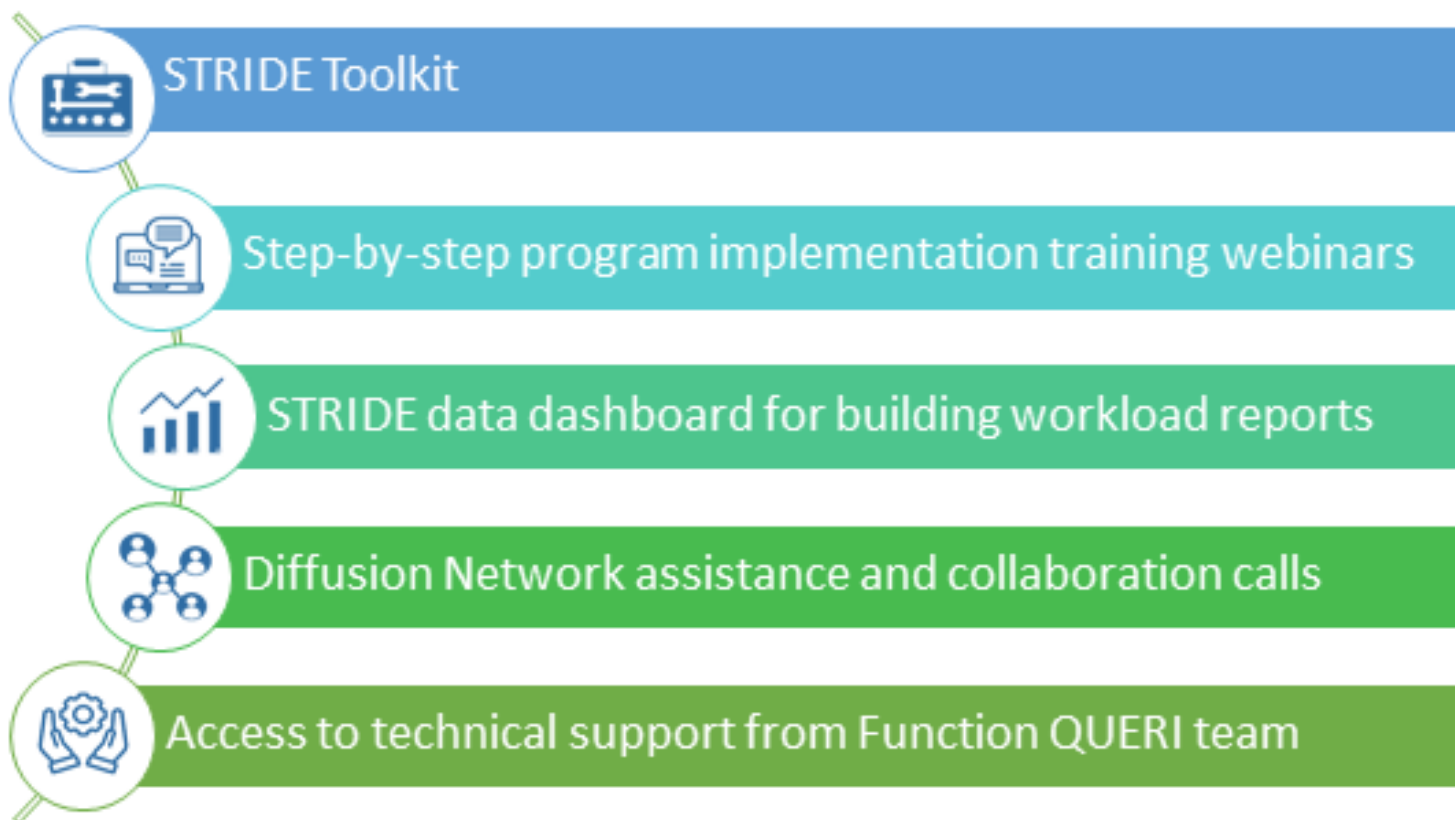 STRIDE Toolkit
Step-by-step program implementation training webinars
STRIDE data dashboard for building workload reports
Diffusion Network assistance and collaboration calls
Access to technical support from Function QUERI team